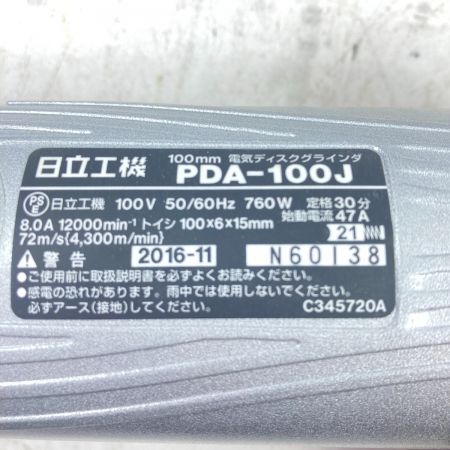 日立工機
100mm 電気ディスクグラインダ
PDA-100J
PSE 日立工機 100V 50/60Hz 760W 定格30分
8.0A 12000min⁻¹ トイシ 100×6×15mm 始動電流47A
72m/s{4,300m/min} 21
警告 2016-11 N60138
●ご使用前に取扱説明書を必ずよくお読みください。
●感電の恐れがあります。雨中では使用しないでください。
必ずアース(接地)してください。 C345720A